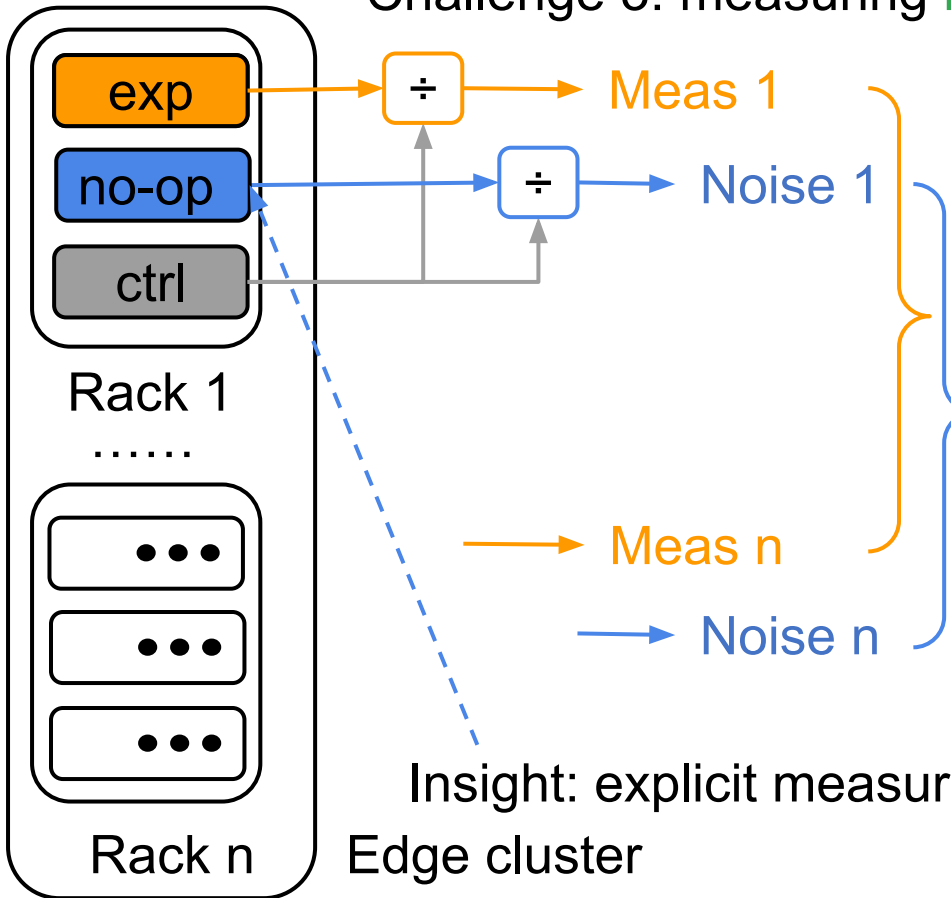 Challenge 6: measuring
exp
÷
Meas 1
no-op
÷
Noise 1
ctrl
Rack 1
......
Meas n
Noise n
Insight: explicit measur
Rack n
Edge cluster